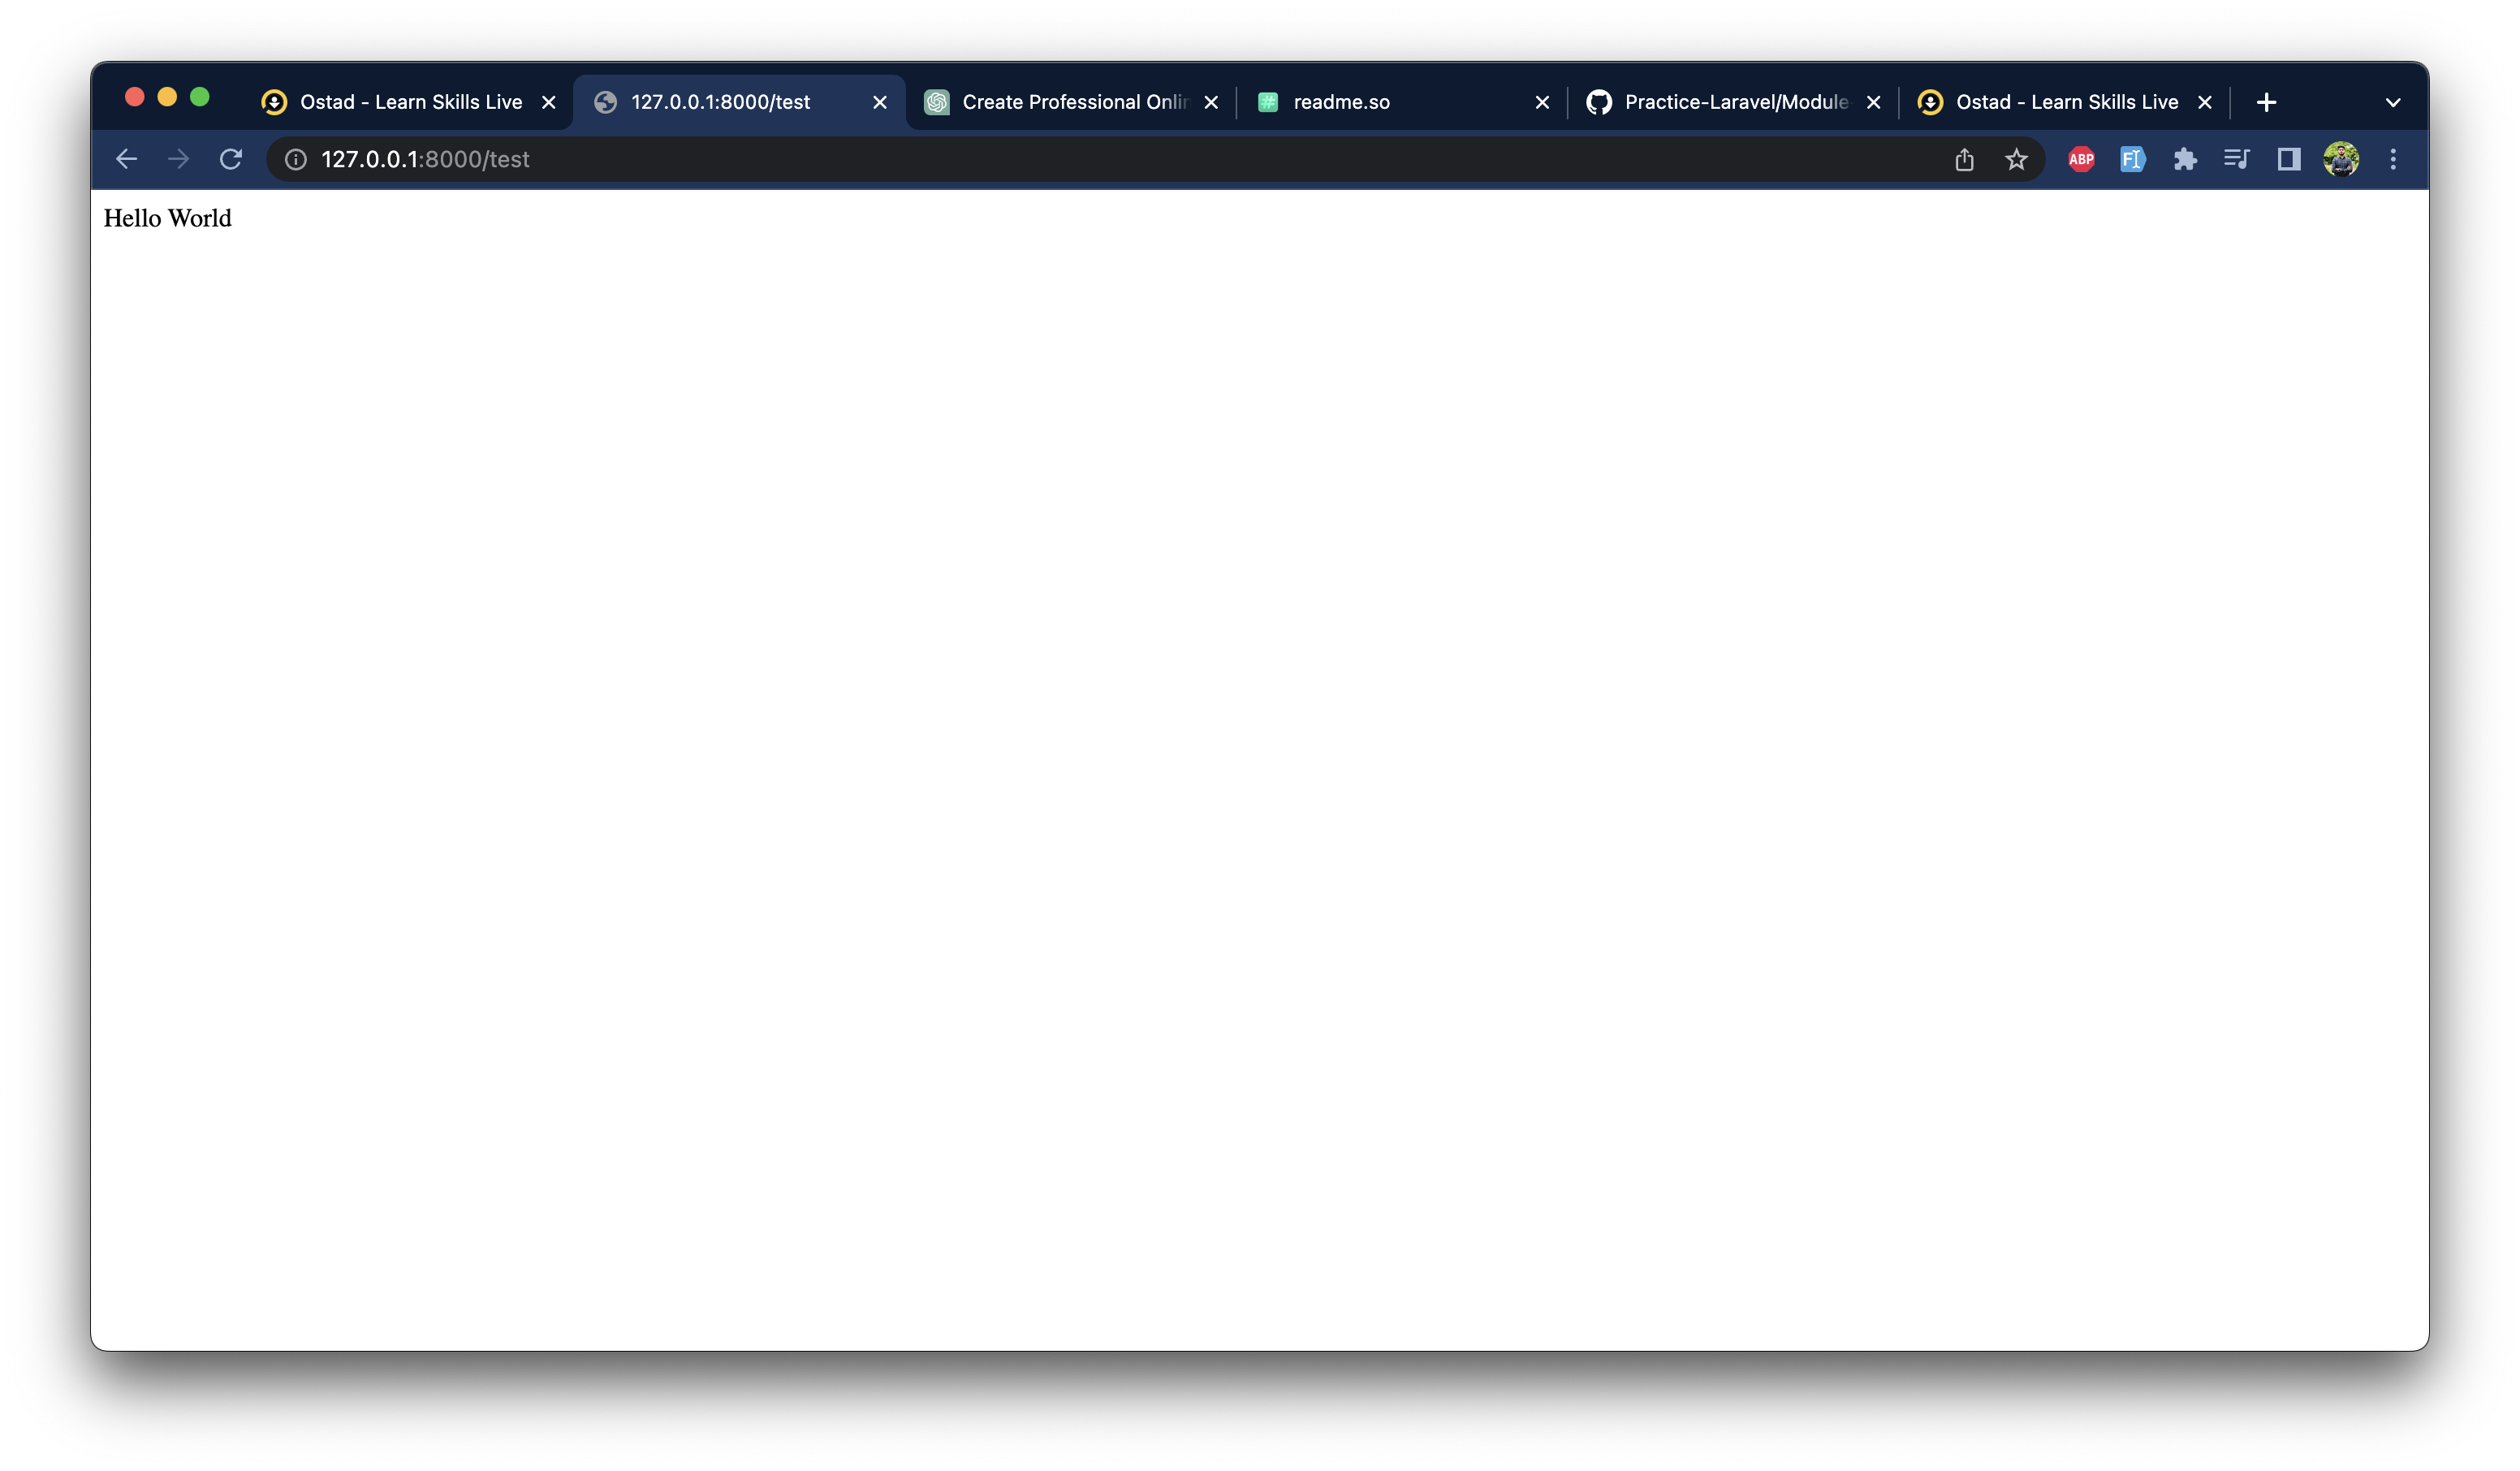 Ostad - Learn Skills Live
127.0.0.1:8000/test
Create Professional Onlin
readme.so
Practice-Laravel/Module-
Ostad - Learn Skills Live
127.0.0.1:8000/test
ABP
Hello World